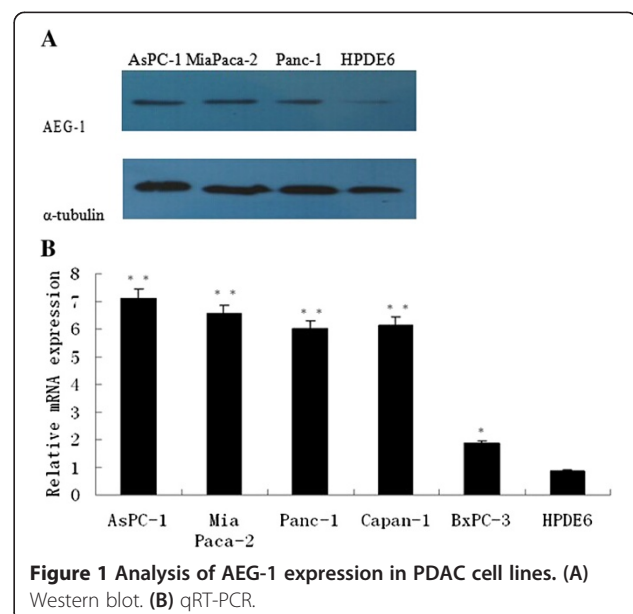 A
AsPC-1 MiaPaca-2 Panc-1 HPDE6
AEG-1
α-tubulin
B
Relative mRNA expression
8
7
6
5
4
3
2
1
0
* *
* *
* *
* *
*
AsPC-1 Mia Paca-2 Panc-1 Capan-1 BxPC-3 HPDE6
Figure 1 Analysis of AEG-1 expression in PDAC cell lines. (A)
Western blot. (B) qRT-PCR.